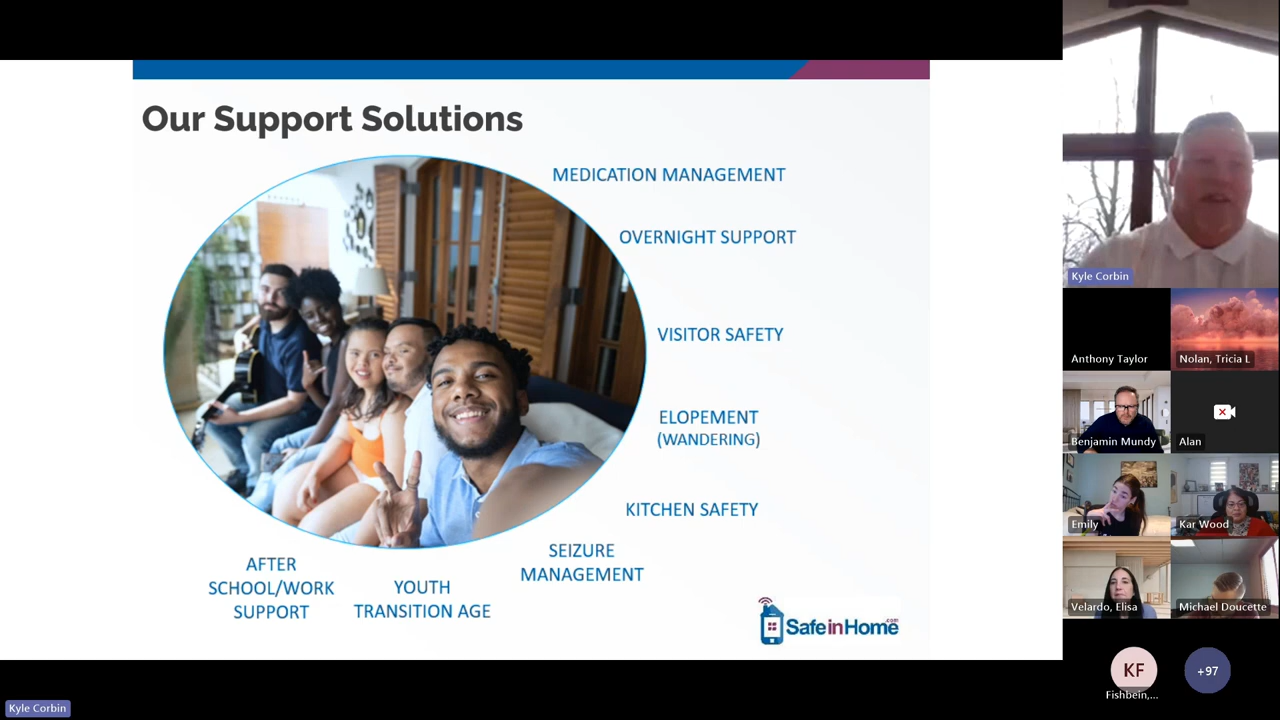 Our Support Solutions
MEDICATION MANAGEMENT
OVERNIGHT SUPPORT
VISITOR SAFETY
ELOPEMENT
(WANDERING)
KITCHEN SAFETY
SEIZURE
MANAGEMENT
AFTER
SCHOOL/WORK
SUPPORT
YOUTH
TRANSITION AGE
SafeinHome.com
Kyle Corbin
Kyle Corbin
Anthony Taylor
Nolan, Tricia L
Benjamin Mundy
Alan
Emily
Kar Wood
Velardo, Elisa
Michael Doucette
KF
Fishbein,...
+97